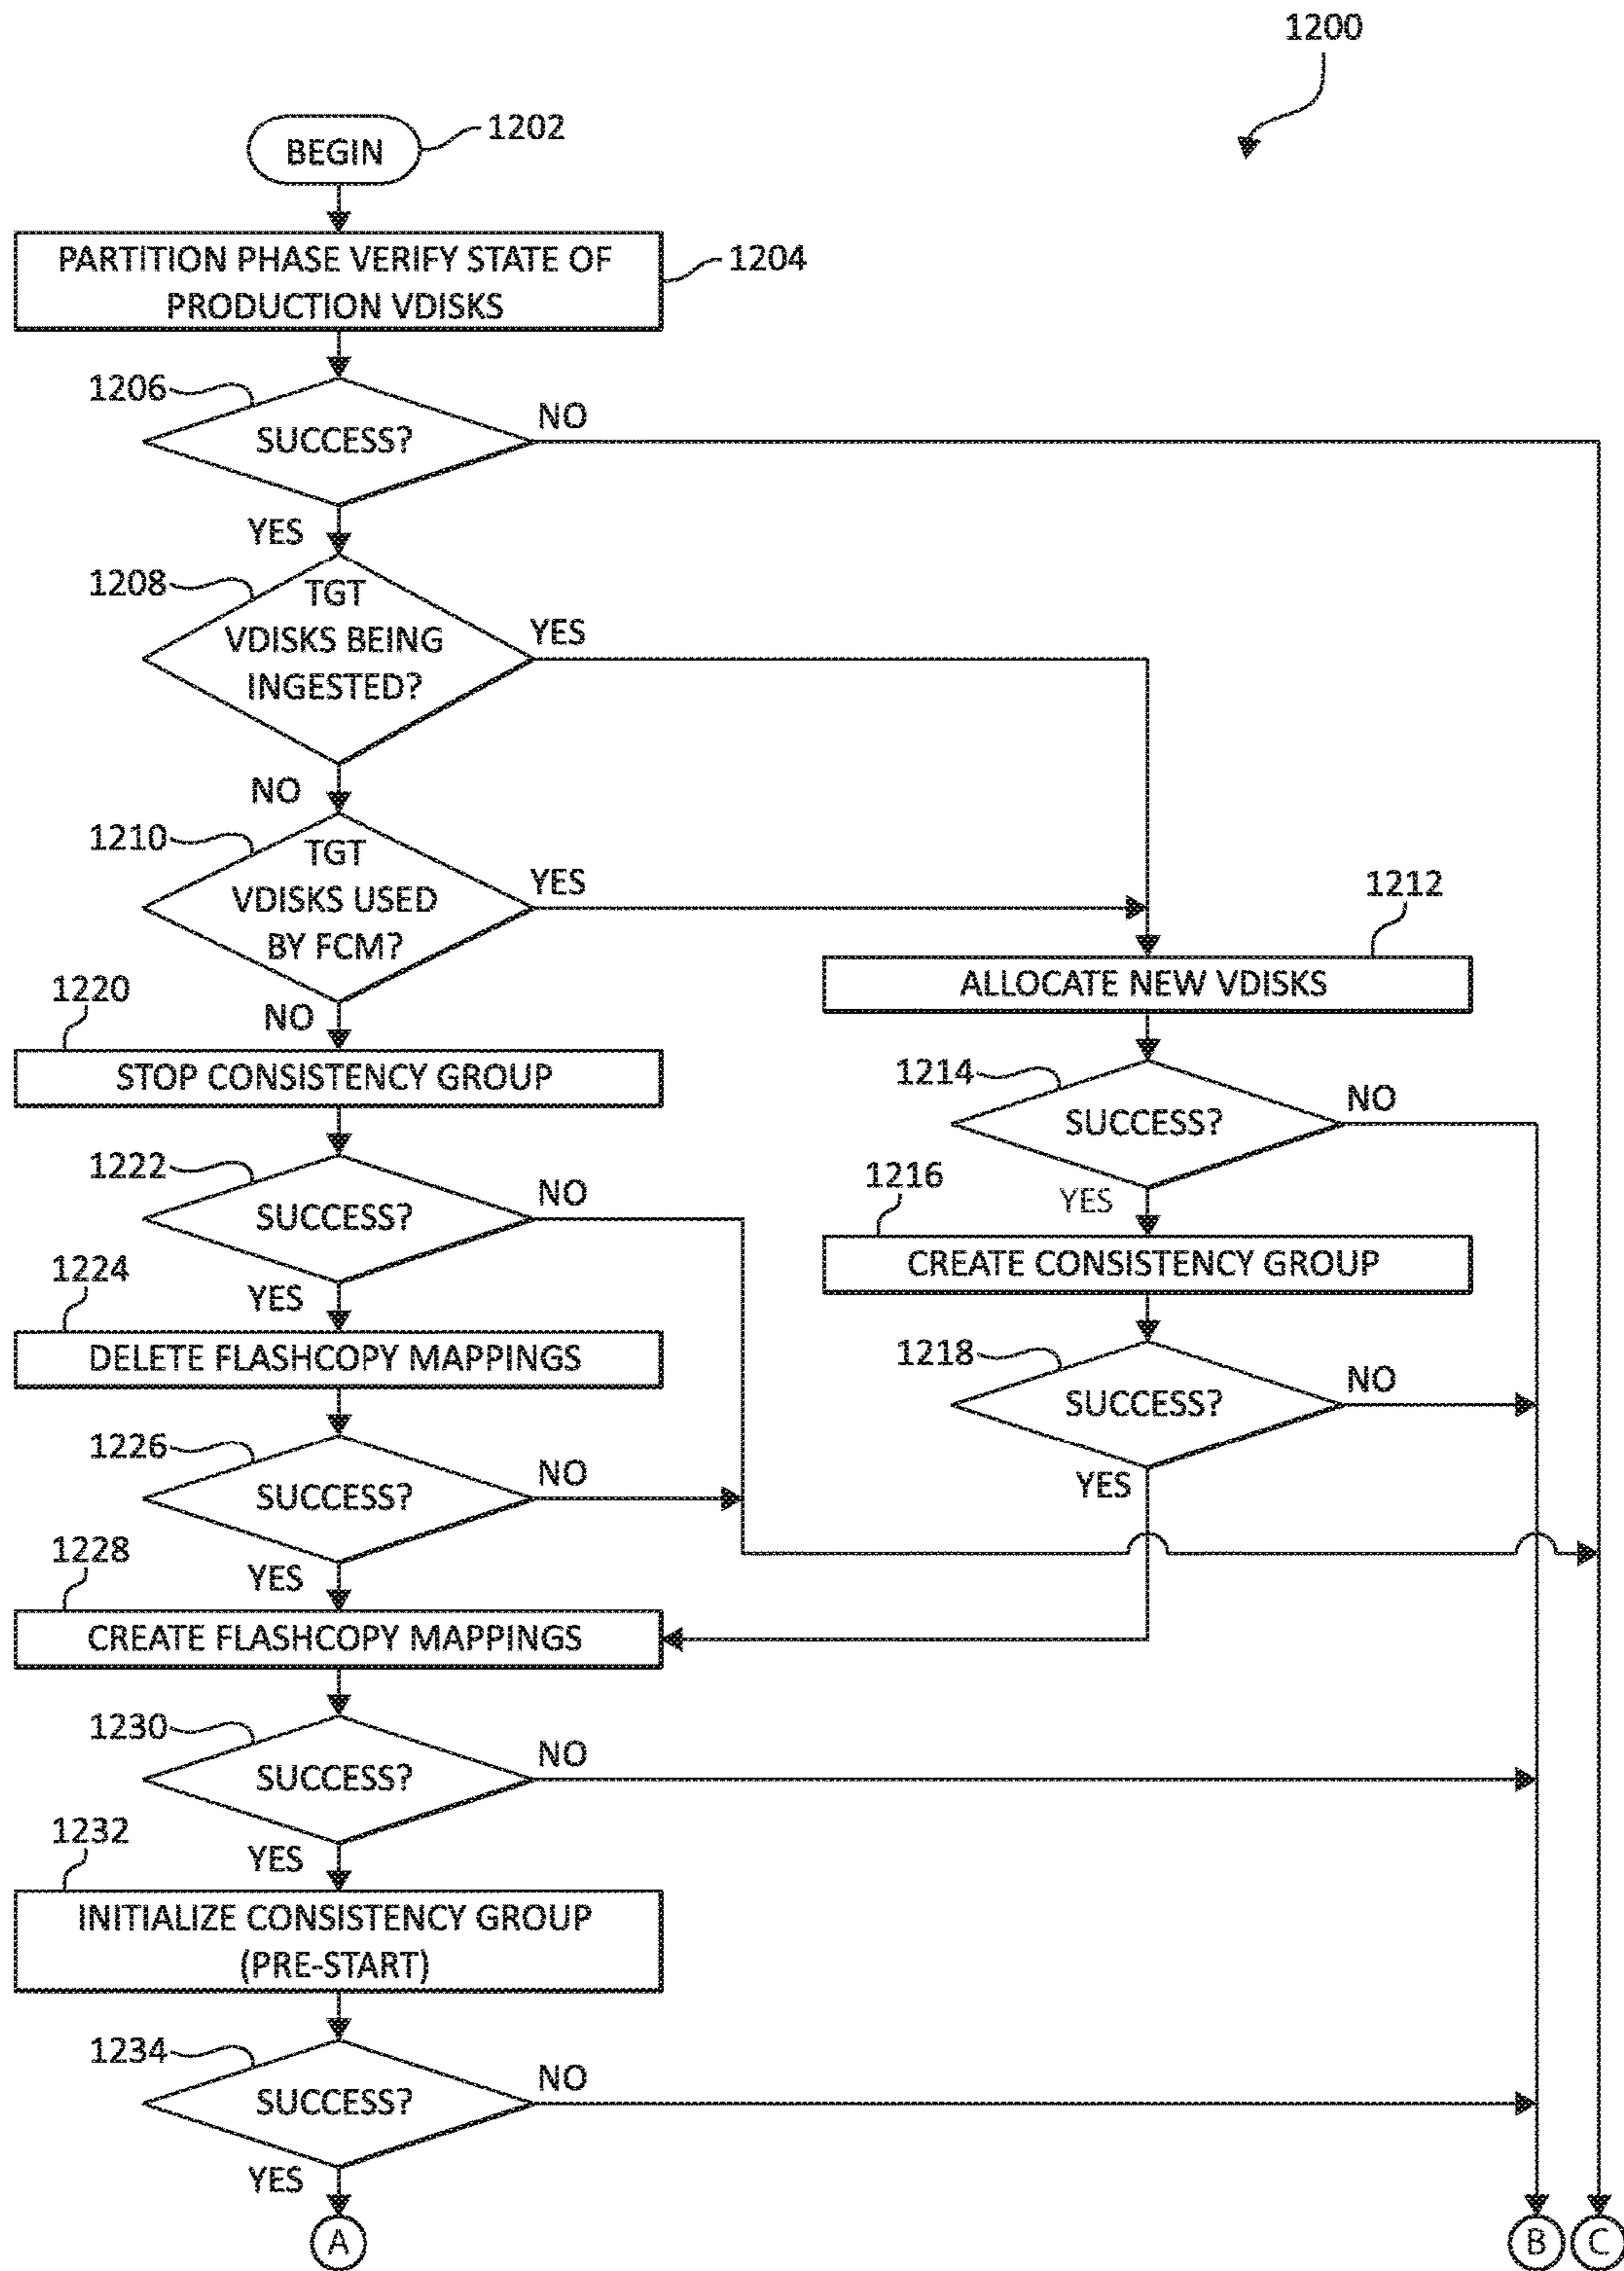 1200
BEGIN
1202
PARTITION PHASE VERIFY STATE OF
PRODUCTION VDISKS
1204
1206
SUCCESS?
NO
YES
1208
TGT
VDISKS BEING
INGESTED?
YES
NO
1210
TGT
VDISKS USED
BY FCM?
YES
NO
1212
ALLOCATE NEW VDISKS
1214
SUCCESS?
NO
YES
1216
CREATE CONSISTENCY GROUP
1218
SUCCESS?
NO
YES
1220
STOP CONSISTENCY GROUP
1222
SUCCESS?
NO
YES
1224
DELETE FLASHCOPY MAPPINGS
1226
SUCCESS?
NO
YES
1228
CREATE FLASHCOPY MAPPINGS
1230
SUCCESS?
NO
YES
1232
INITIALIZE CONSISTENCY GROUP
(PRE-START)
1234
SUCCESS?
NO
YES
A
B
C